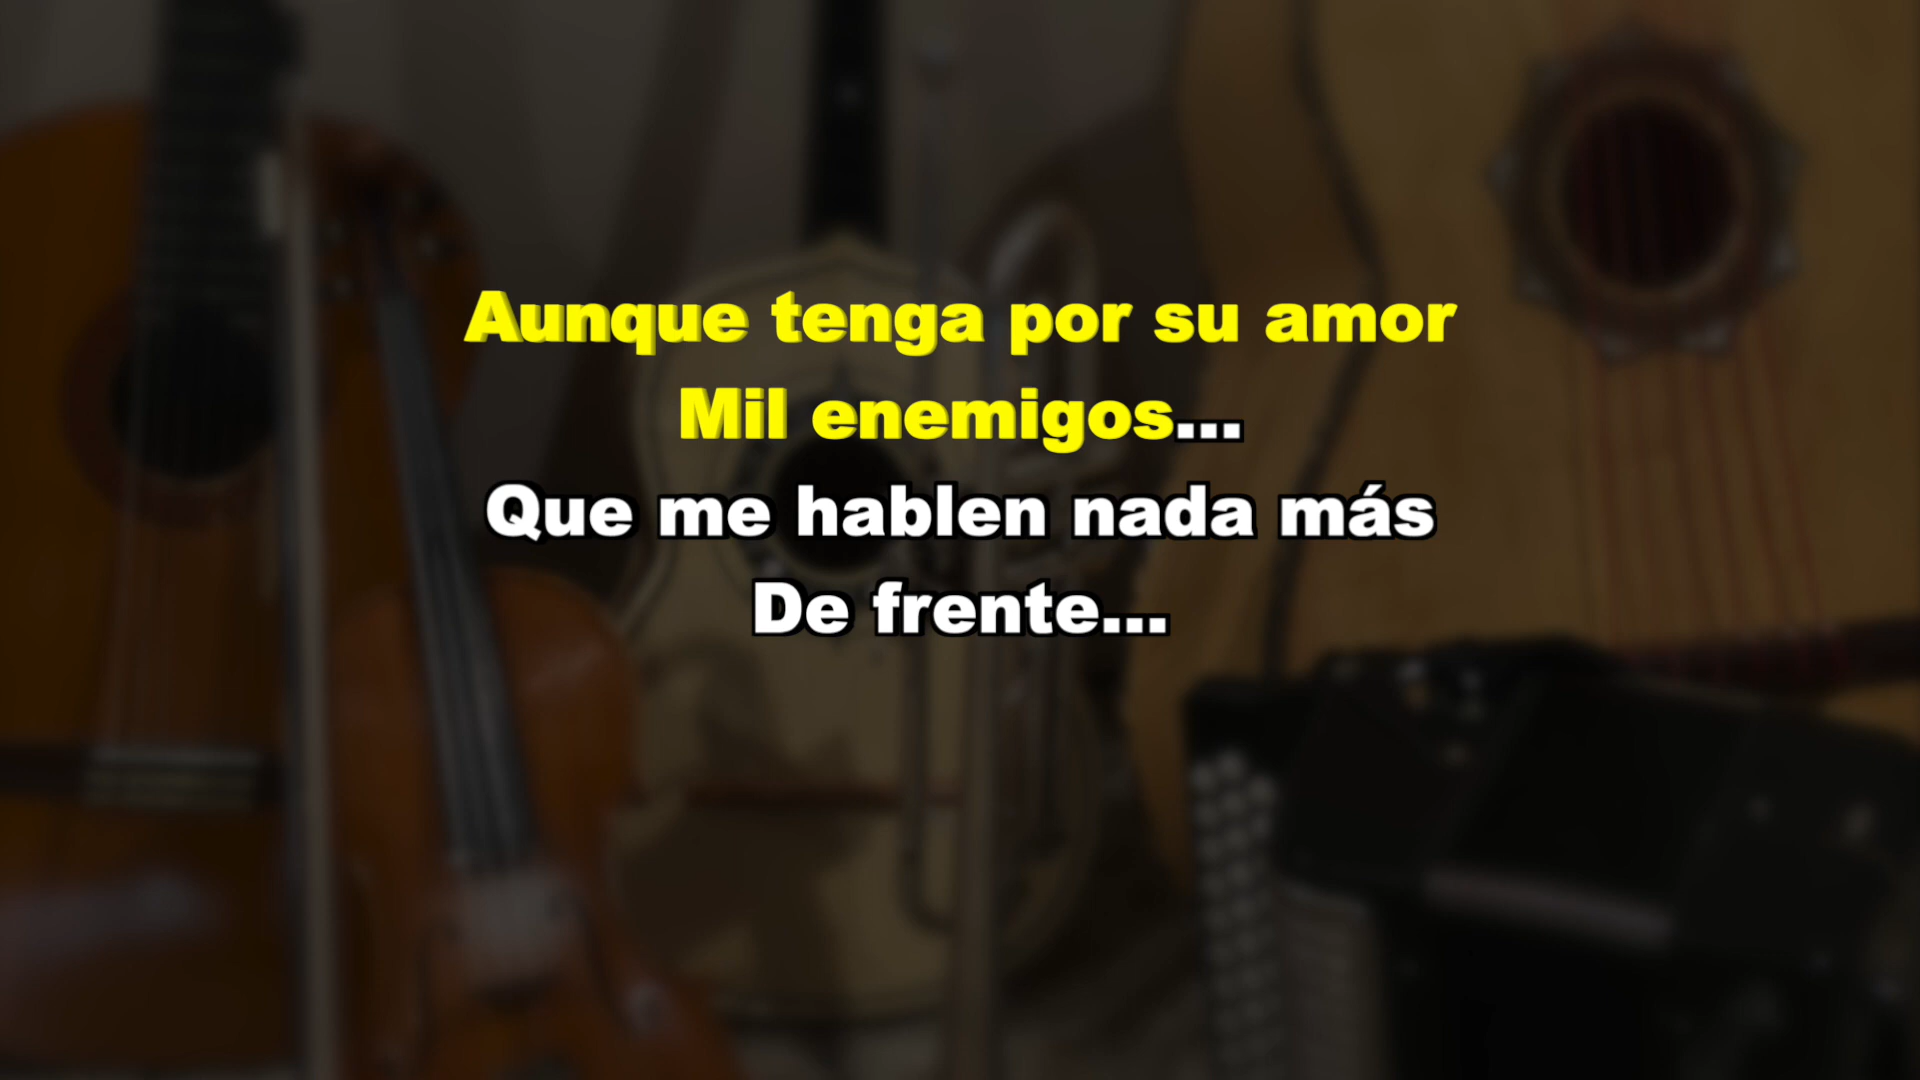 Aunque tenga por su amor
Mil enemigos...
Que me hablen nada más
De frente...